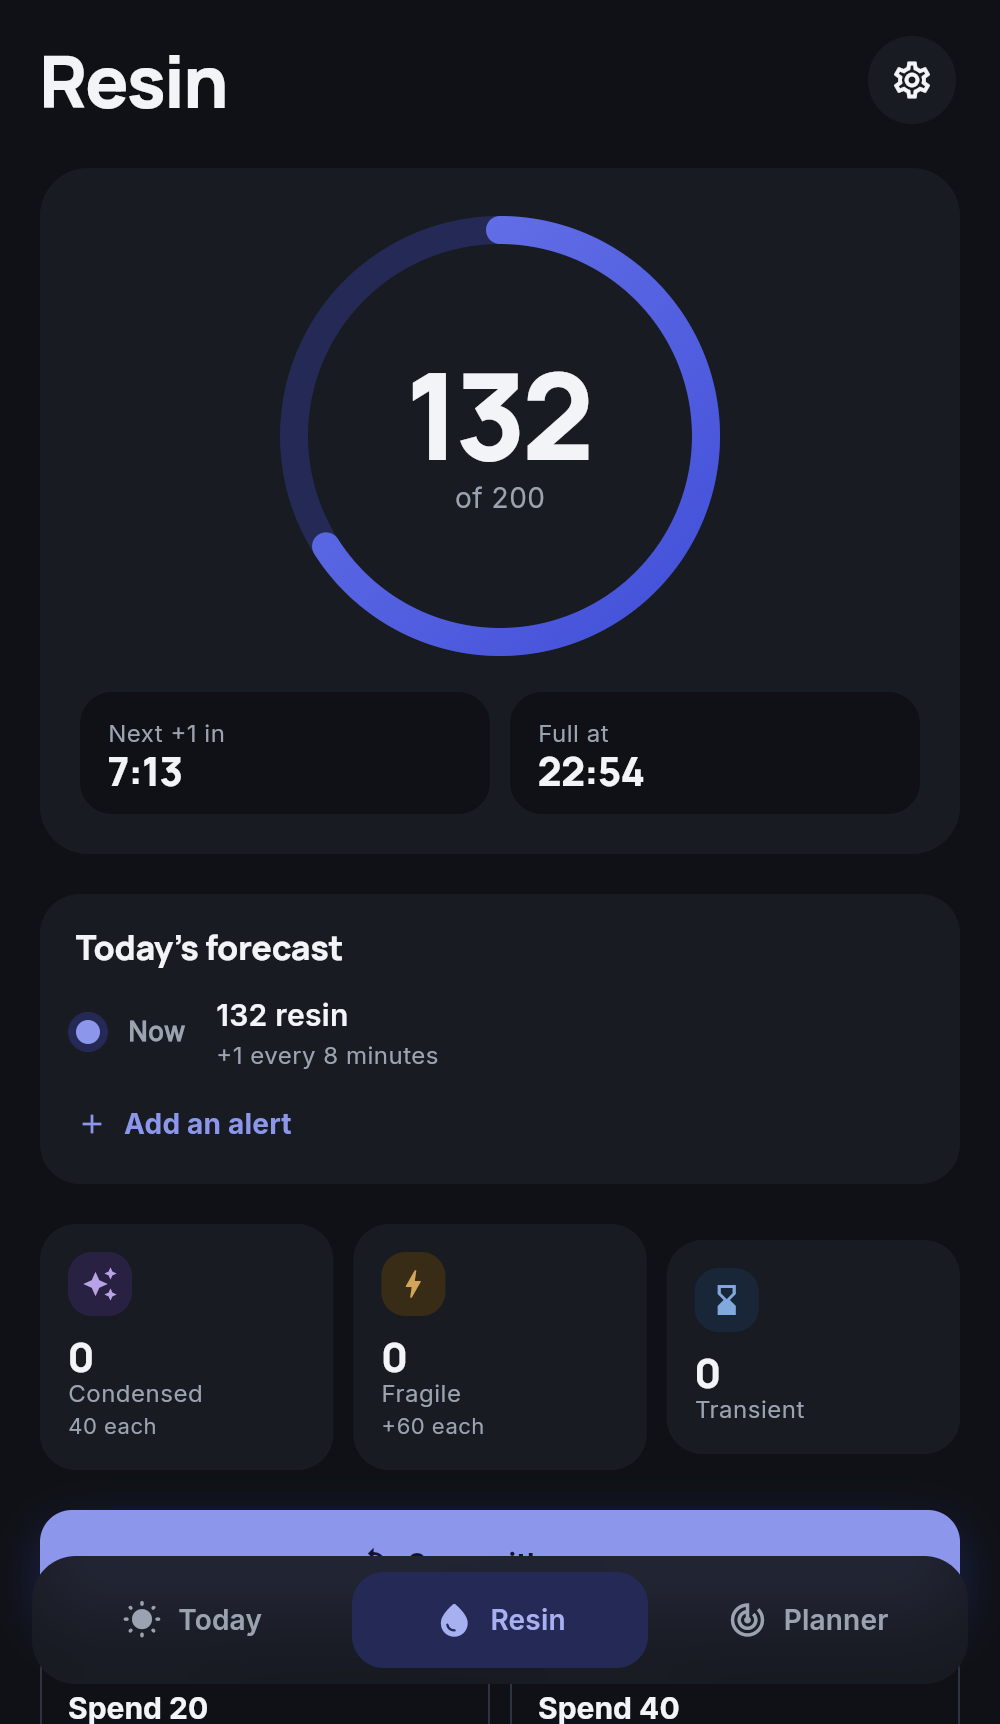 Resin
132
of 200
Next +1 in
7:13
Full at
22:54
Today's forecast
Now
132 resin
+1 every 8 minutes
+ Add an alert
0
Condensed
40 each
0
Fragile
+60 each
0
Transient
Today
Resin
Planner
Spend 20
Spend 40